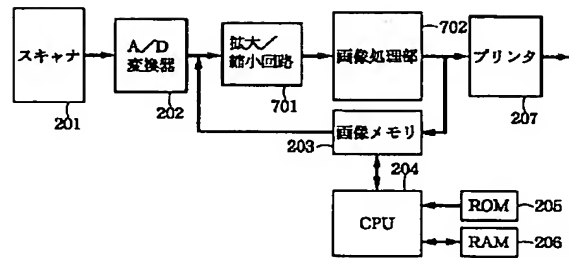 スキャナ
201
A/D
変換器
202
拡大/
縮小回路
701
画像処理部
702
プリンタ
207
画像メモリ
203
204
CPU
ROM
205
RAM
206